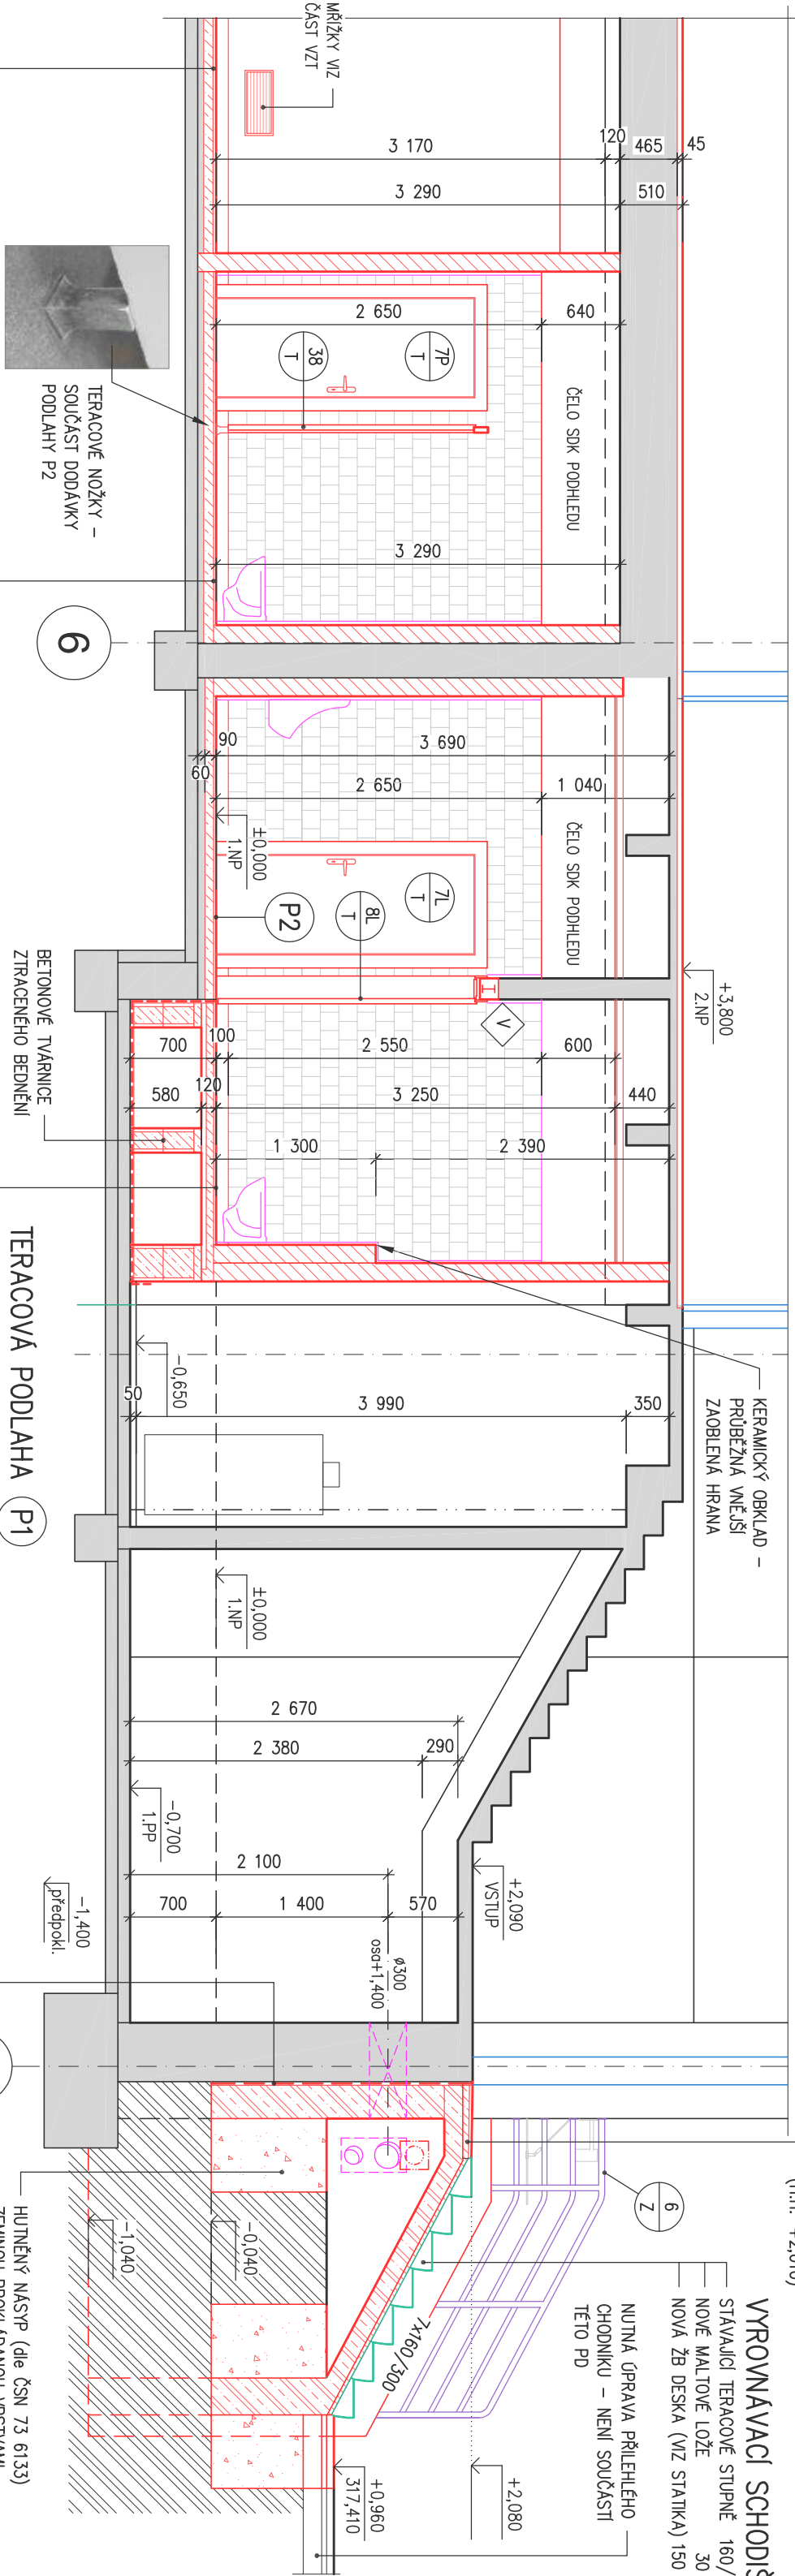 MŘÍŽKY VIZ
ČÁST VZT
3 170
120
465
45
3 290
510
2 650
640
38
T
7P
T
ČELO SDK PODHLEDU
3 290
TERACOVÉ NOŽKY –
SOUČÁST DODÁVKY
PODLAHY P2
6
90
60
3 690
2 650
1 040
±0,000
1.NP
ČELO SDK PODHLEDU
7L
T
8L
T
P2
+3,800
2.NP
V
BETONOVÉ TVÁRNICE
ZTRACENÉHO BEDNĚNÍ
700
100
2 550
600
580
120
3 250
440
1 300
2 390
TERACOVÁ PODLAHA P1
KERAMICKÝ OBKLAD –
PRŮBĚŽNÁ VNĚJŠÍ
ZAOBLENÁ HRANA
-0,650
50
3 990
350
±0,000
1.NP
2 670
2 380
290
-0,700
1.PP
2 100
700
1 400
570
-1,400
předpokl.
+2,090
VSTUP
ø300
osa+1,400
6
Z
VYROVNÁVACÍ SCHODIŠ
STÁVAJÍCÍ TERACOVÉ STUPNĚ 160/
NOVÉ MALTOVÉ LOŽE 30
NOVÁ ŽB DESKA (VIZ STATIKA) 150
NUTNÁ ÚPRAVA PŘILEHLÉHO
CHODNÍKU – NENÍ SOUČÁSTÍ
TÉTO PD
7x160/300
-0,040
-1,040
+2,080
+0,960
317,410
HUTNĚNÝ NÁSYP (dle ČSN 73 6133)